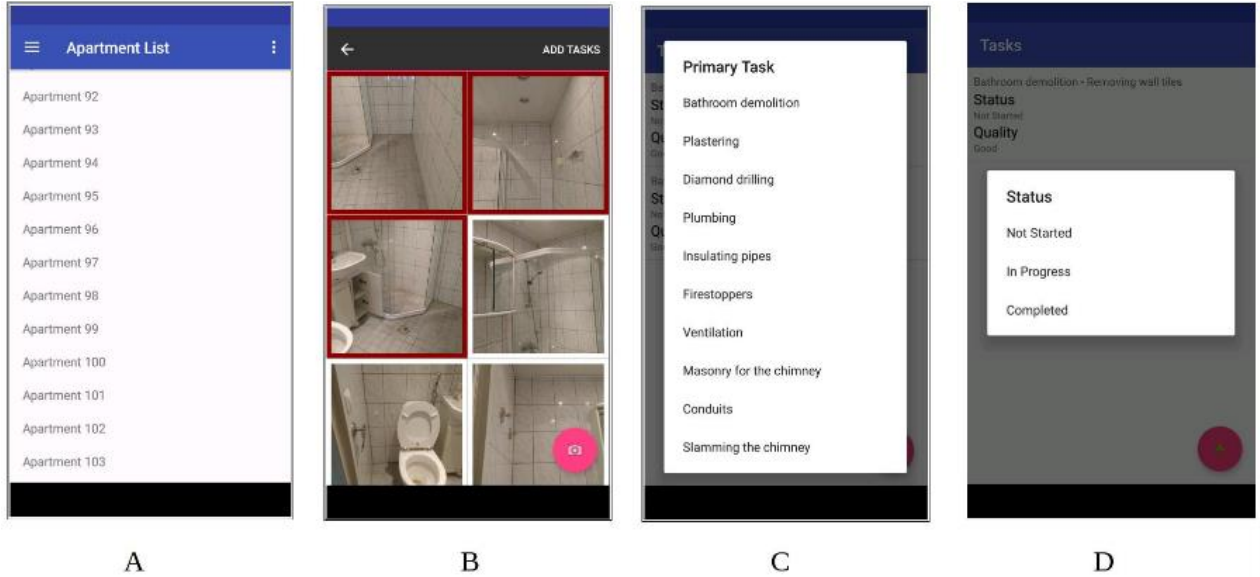 Apartment List
Apartment 92
Apartment 93
Apartment 94
Apartment 95
Apartment 96
Apartment 97
Apartment 98
Apartment 99
Apartment 100
Apartment 101
Apartment 102
Apartment 103
A
ADD TASKS
B
Primary Task
Bathroom demolition
Plastering
Diamond drilling
Plumbing
Insulating pipes
Firestoppers
Ventilation
Masonry for the chimney
Conduits
Slamming the chimney
C
Tasks
Bathroom demolition - Removing wall tiles
Status
Not Started
Quality
Good
Status
Not Started
In Progress
Completed
D